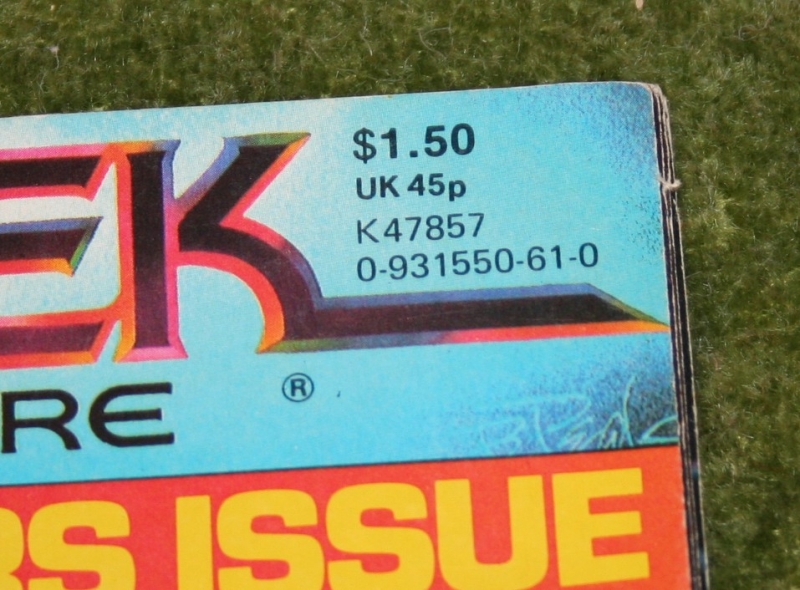 EK
$1.50
UK 45p
K47857
0-931550-61-0
®
RE
RS ISSUE